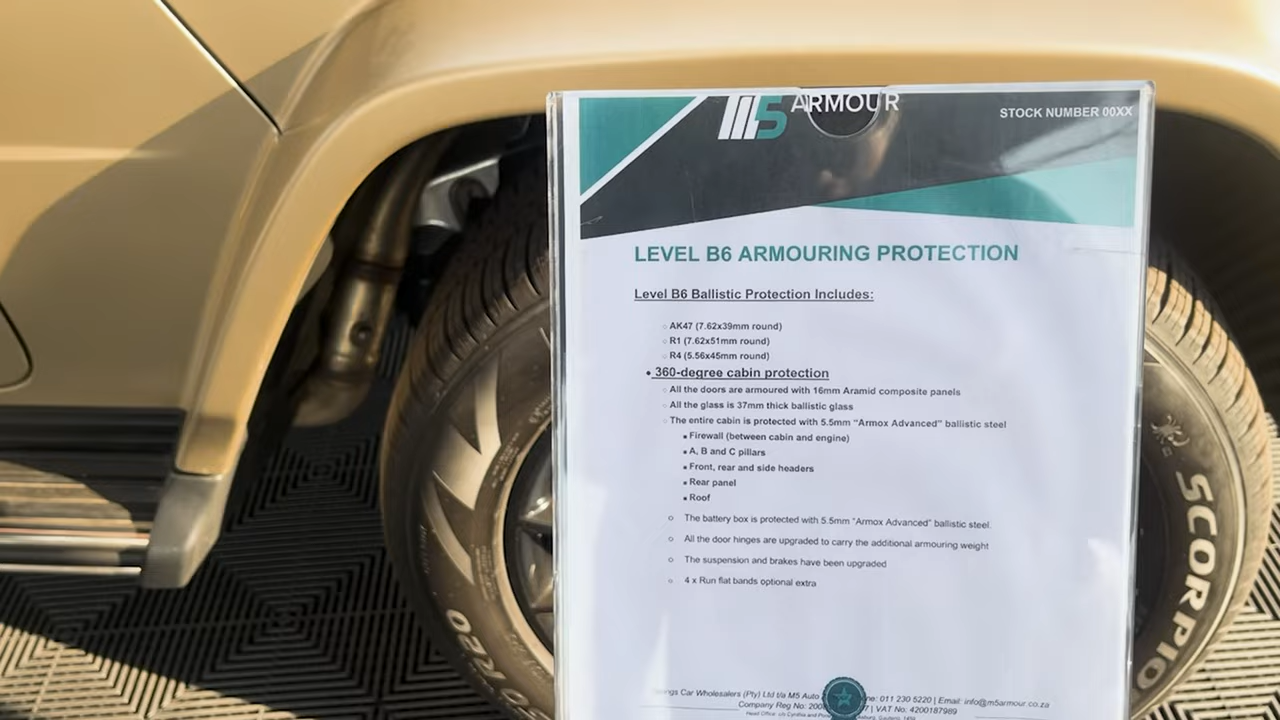 M5 ARMOUR
STOCK NUMBER 00XX
LEVEL B6 ARMOURING PROTECTION
Level B6 Ballistic Protection Includes:
AK47 (7.62x39mm round)
R1 (7.62x51mm round)
R4 (5.56x45mm round)
• 360-degree cabin protection
All the doors are armoured with 16mm Aramid composite panels
All the glass is 37mm thick ballistic glass
The entire cabin is protected with 5.5mm "Armox Advanced" ballistic steel
▪ Firewall (between cabin and engine)
▪ A, B and C pillars
▪ Front, rear and side headers
▪ Rear panel
▪ Roof
o The battery box is protected with 5.5mm "Armox Advanced" ballistic steel.
o All the door hinges are upgraded to carry the additional armouring weight
o The suspension and brakes have been upgraded
o 4 x Run flat bands optional extra
Car Wholesalers (Pty) Ltd t/a M5 Auto 011 230 5220 | Email: info@m5armour.co.za
Company Reg No: | VAT No: 4200187989
Head Office:
SCORPIO